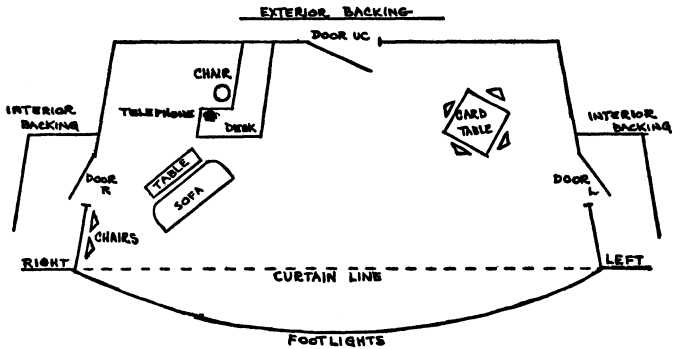 EXTERIOR BACKING
DOOR UC
CHAIR
TELEPHONE
DESK
CARD
TABLE
INTERIOR
BACKING
INTERIOR
BACKING
DOOR
R
TABLE
SOFA
DOOR
L
CHAIRS
RIGHT
LEFT
CURTAIN LINE
FOOTLIGHTS